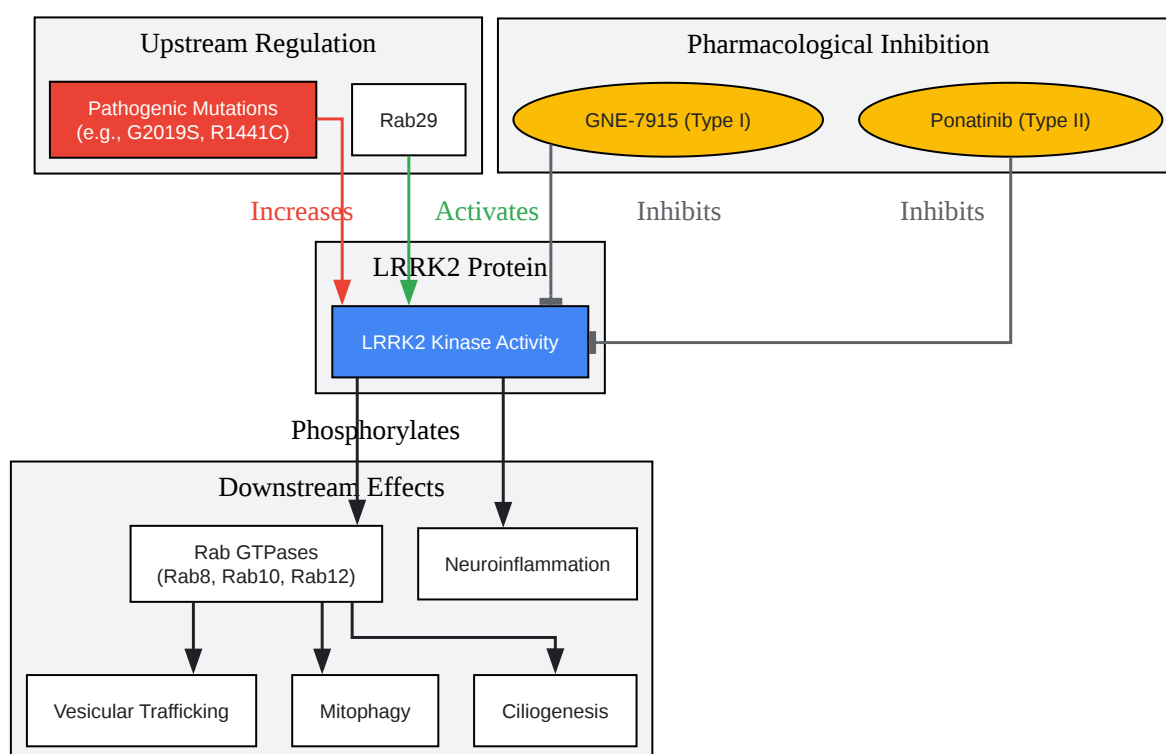 Upstream Regulation
Pharmacological Inhibition
Pathogenic Mutations
(e.g., G2019S, R1441C)
Rab29
GNE-7915 (Type I)
Ponatinib (Type II)
Increases
Activates
Inhibits
Inhibits
LRRK2 Protein
LRRK2 Kinase Activity
Phosphorylates
Downstream Effects
Rab GTPases
(Rab8, Rab10, Rab12)
Neuroinflammation
Vesicular Trafficking
Mitophagy
Ciliogenesis